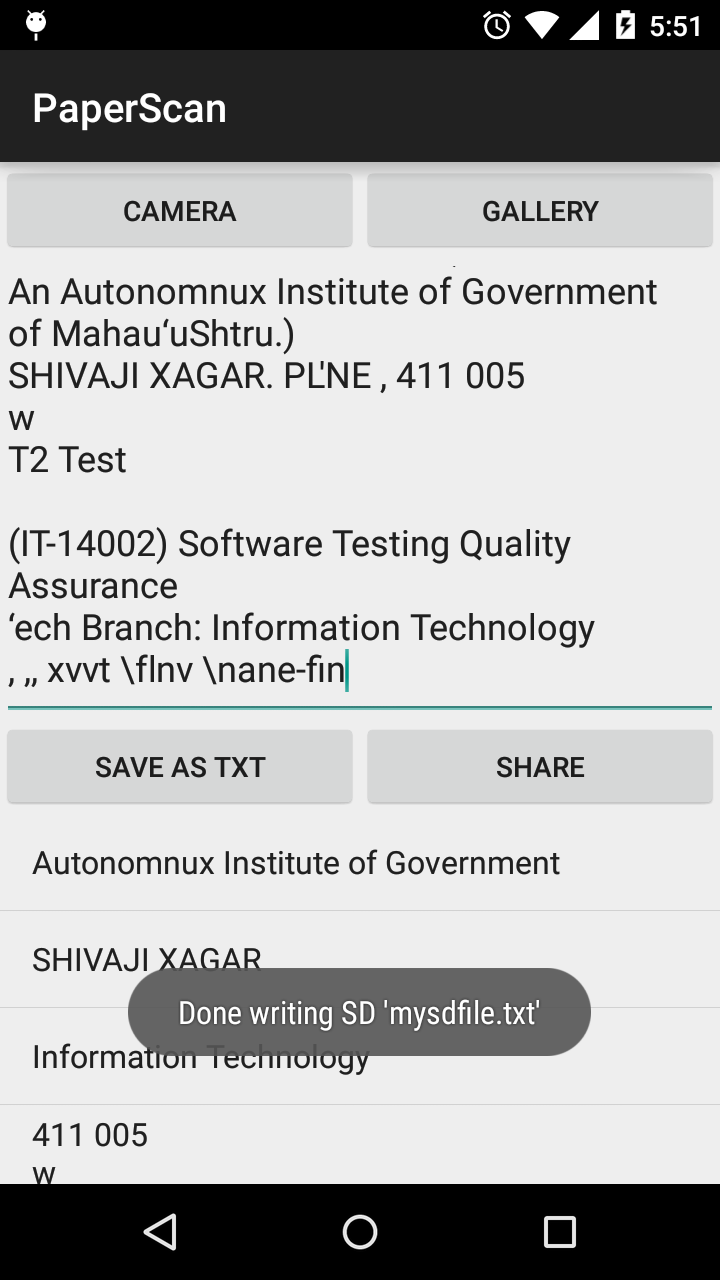 5:51
PaperScan
CAMERA GALLERY
An Autonomnux Institute of Government
of Mahau‘uShtru.)
SHIVAJI XAGAR. PL'NE , 411 005
w
T2 Test
(IT-14002) Software Testing Quality
Assurance
‘ech Branch: Information Technology
, ,, xvvt \flnv \nane-fin
SAVE AS TXT SHARE
Autonomnux Institute of Government
SHIVAJI XAGAR
Done writing SD 'mysdfile.txt'
Information Technology
411 005
w